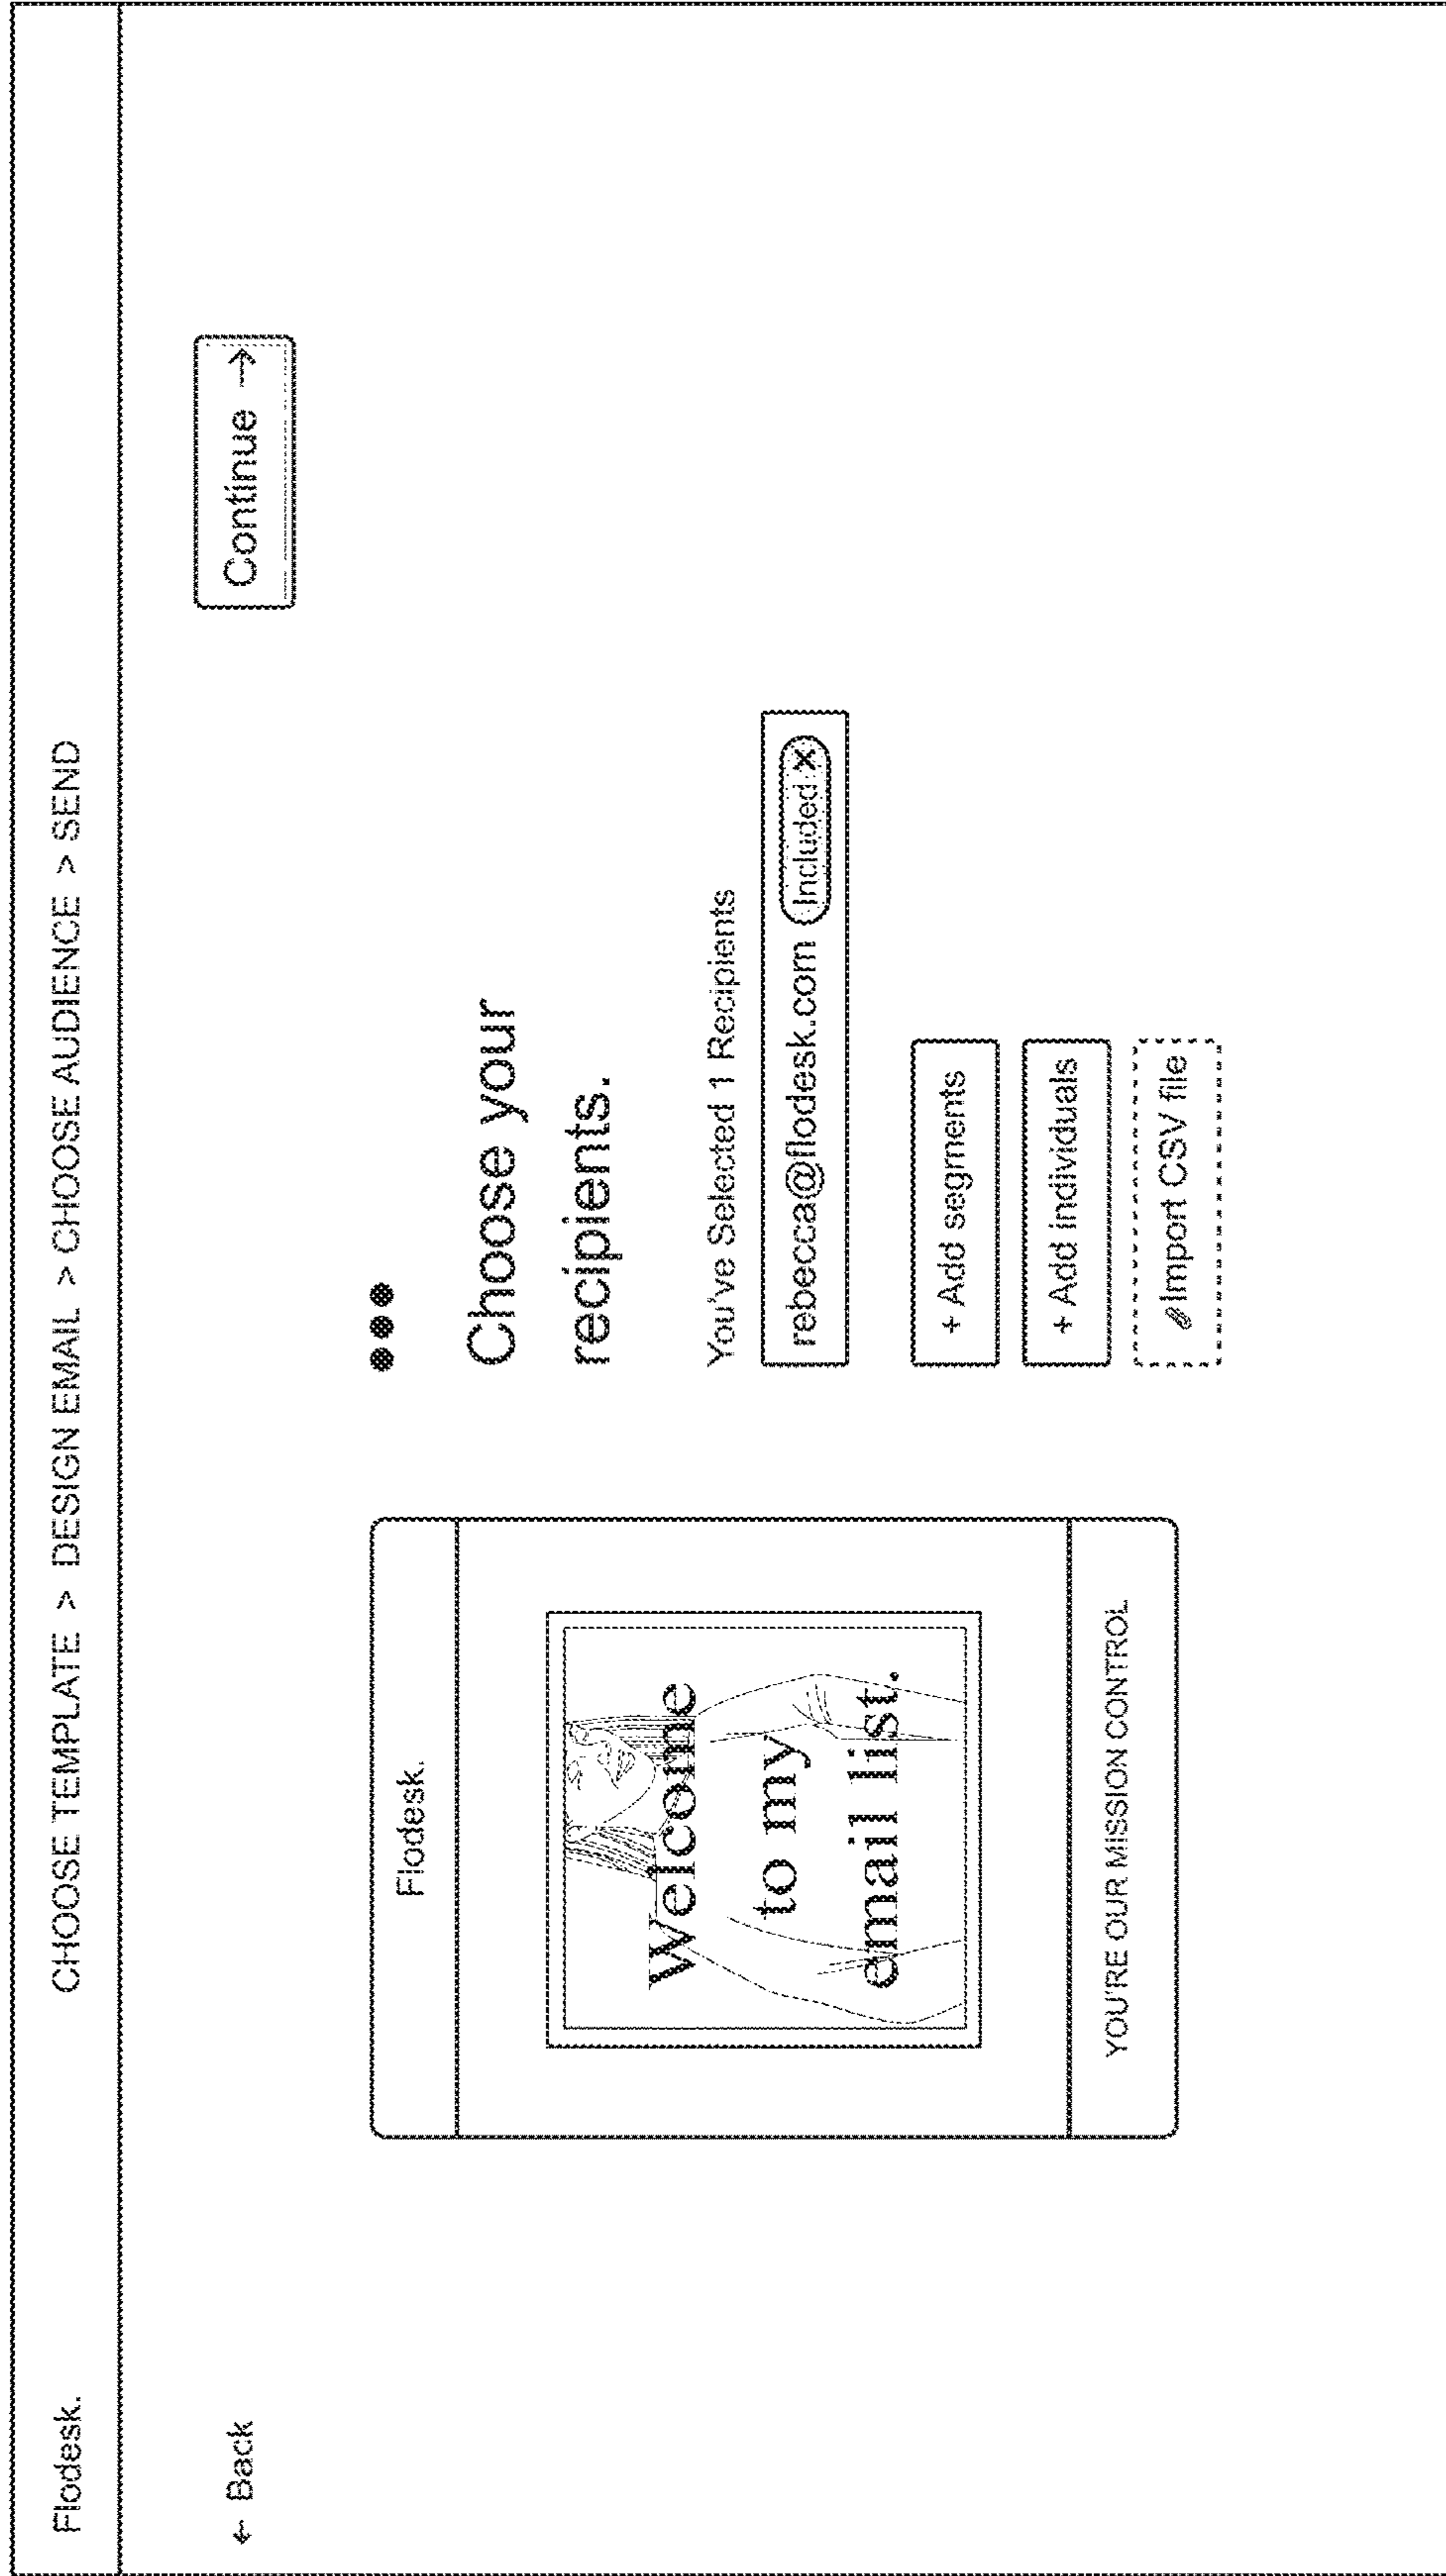 Flodesk.
CHOOSE TEMPLATE > DESIGN EMAIL > CHOOSE AUDIENCE > SEND
← Back
Continue →
Flodesk.
Welcome
to my
email list.
YOU'RE OUR MISSION CONTROL
Choose your
recipients.
You've Selected 1 Recipients
rebecca@flodesk.com Included ×
+ Add segments
+ Add individuals
Import CSV file